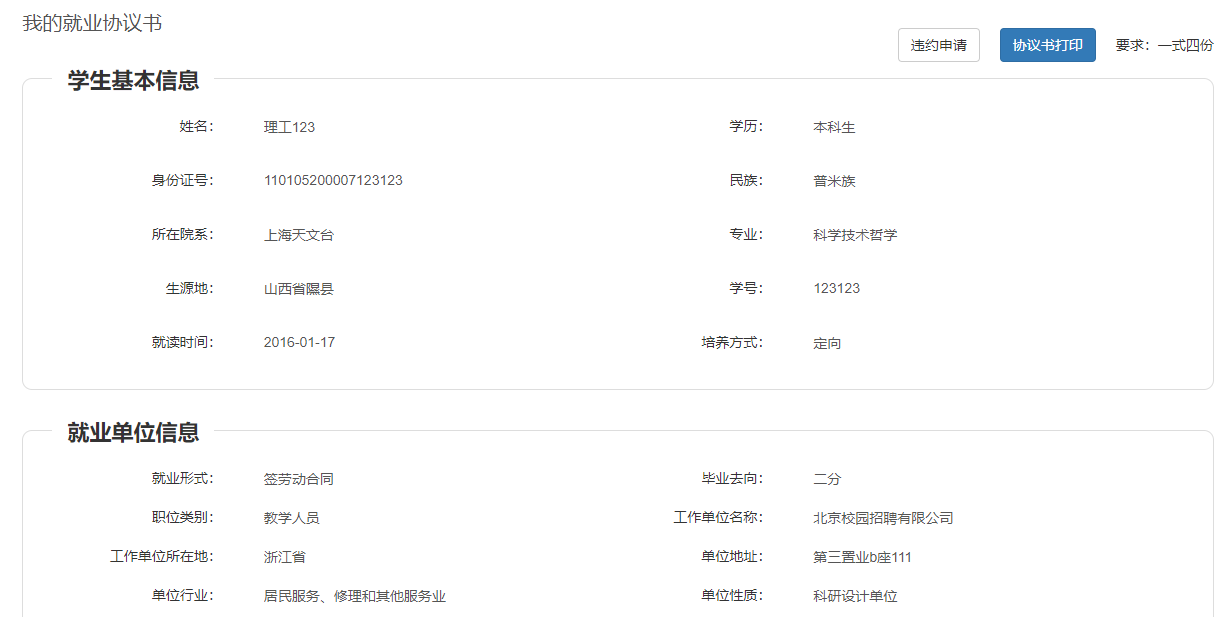 我的就业协议书
违约申请 协议书打印 要求：一式四份
学生基本信息
姓名： 理工123 学历： 本科生
身份证号： 110105200007123123 民族： 普米族
所在院系： 上海天文台 专业： 科学技术哲学
生源地： 山西省隰县 学号： 123123
就读时间： 2016-01-17 培养方式： 定向
就业单位信息
就业形式： 签劳动合同 毕业去向： 二分
职位类别： 教学人员 工作单位名称： 北京校园招聘有限公司
工作单位所在地： 浙江省 单位地址： 第三置业b座111
单位行业： 居民服务、修理和其他服务业 单位性质： 科研设计单位